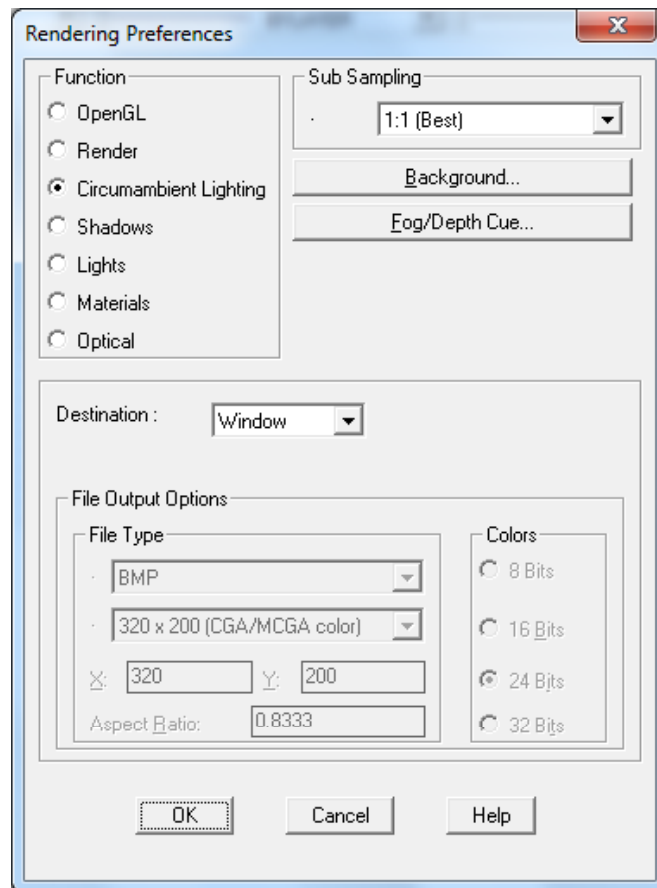 Rendering Preferences
Function
OpenGL
Render
Circumambient Lighting
Shadows
Lights
Materials
Optical
Sub Sampling
1:1 (Best)
Background...
Fog/Depth Cue...
Destination :
Window
File Output Options
File Type
BMP
320 x 200 (CGA/MCGA color)
X: 320 Y: 200
Aspect Ratio: 0.8333
Colors
8 Bits
16 Bits
24 Bits
32 Bits
OK Cancel Help